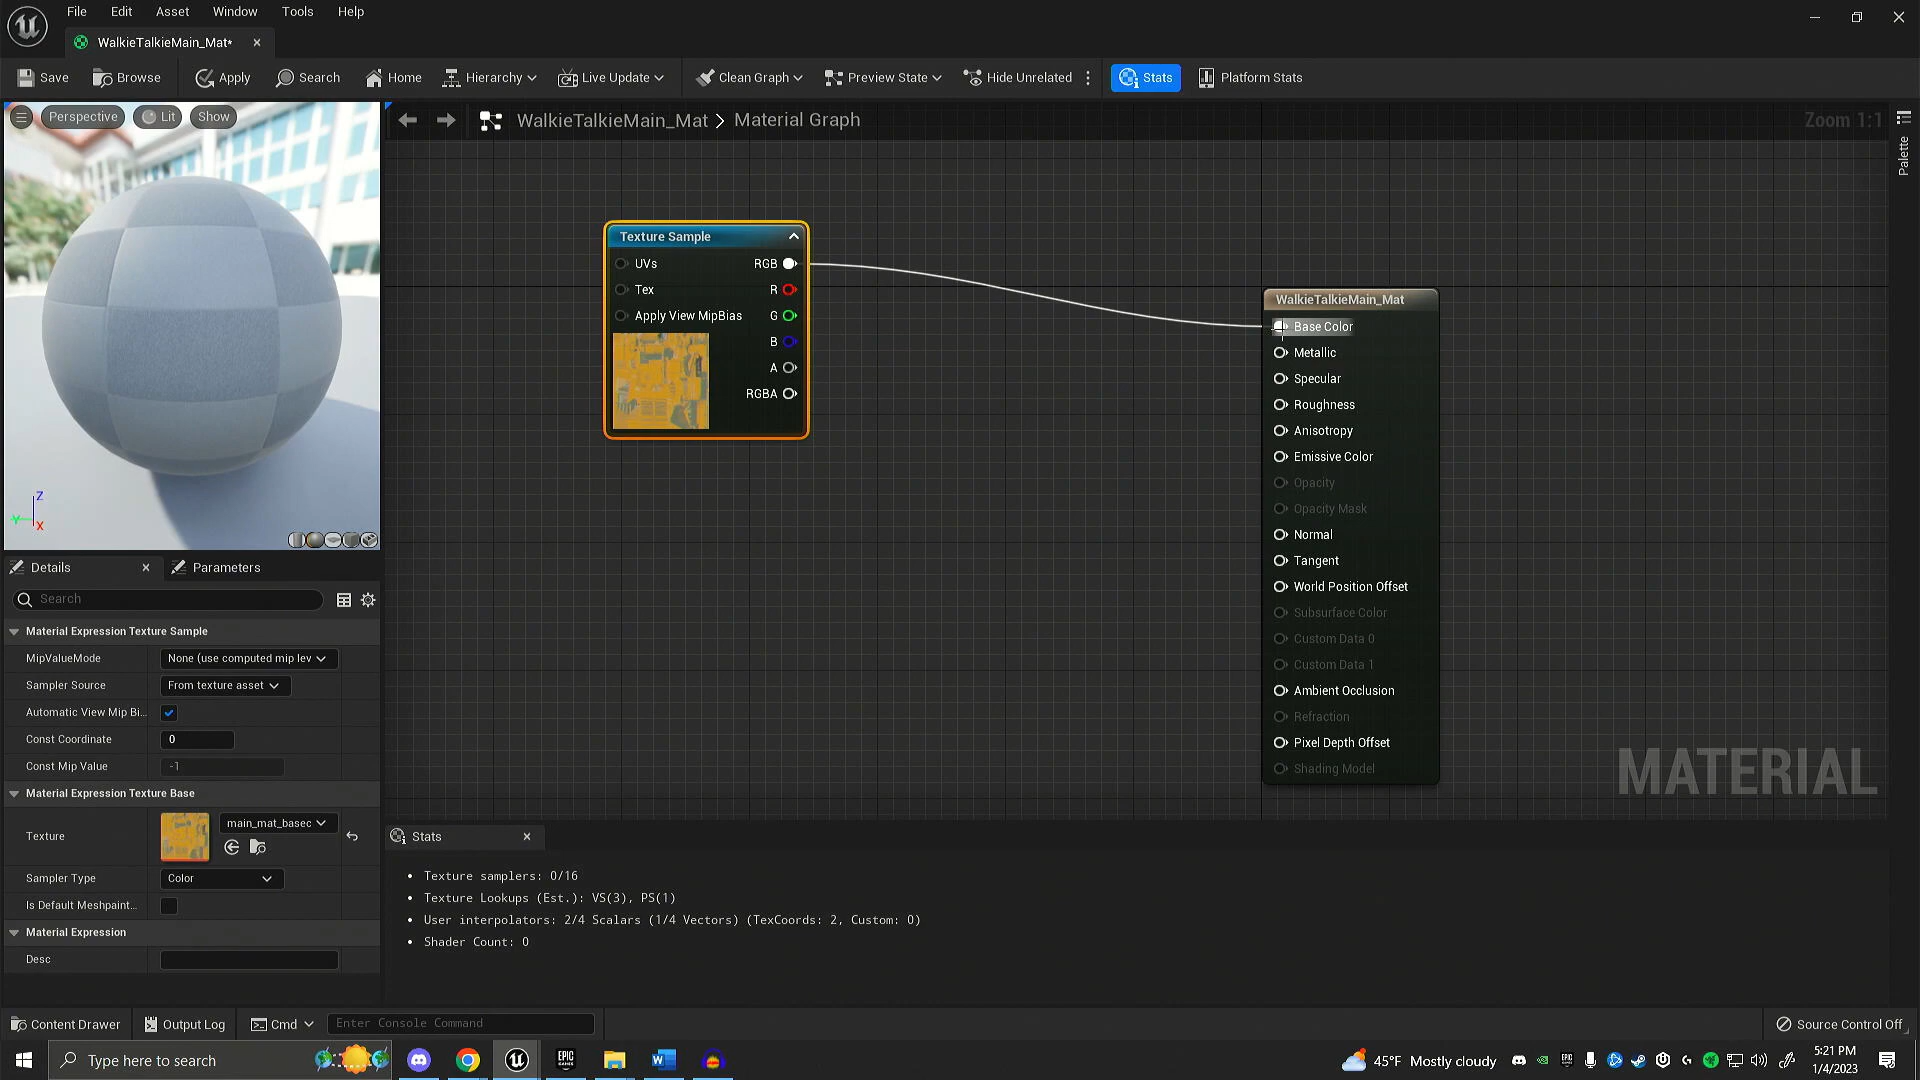 File Edit Asset Window Tools Help
WalkieTalkieMain_Mat*
Save Browse Apply Search Home Hierarchy Live Update Clean Graph Preview State Hide Unrelated Stats Platform Stats
Perspective Lit Show
WalkieTalkieMain_Mat > Material Graph
Zoom 1:1
Palette
Texture Sample
UVs RGB
Tex R
Apply View MipBias G
B
A
RGBA
WalkieTalkieMain_Mat
Base Color
Metallic
Specular
Roughness
Anisotropy
Emissive Color
Opacity
Opacity Mask
Normal
Tangent
World Position Offset
Subsurface Color
Custom Data 0
Custom Data 1
Ambient Occlusion
Refraction
Pixel Depth Offset
Shading Model
MATERIAL
Z
Y
X
Details Parameters
Search
Material Expression Texture Sample
MipValueMode None (use computed mip lev
Sampler Source From texture asset
Automatic View Mip Bi...
Const Coordinate 0
Const Mip Value -1
Material Expression Texture Base
Texture main_mat_basec
Sampler Type Color
Is Default Meshpaint...
Material Expression
Desc
Stats
• Texture samplers: 0/16
• Texture Lookups (Est.): VS(3), PS(1)
• User interpolators: 2/4 Scalars (1/4 Vectors) (TexCoords: 2, Custom: 0)
• Shader Count: 0
Content Drawer Output Log Cmd Enter Console Command Source Control Off
Type here to search
EPIC GAMES
45°F Mostly cloudy
5:21 PM
1/4/2023